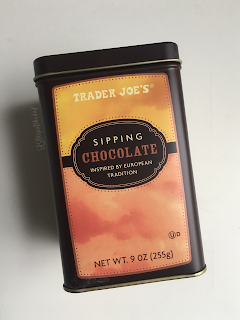 TRADER JOE'S®
SIPPING
CHOCOLATE
INSPIRED BY EUROPEAN
TRADITION
U D
NET WT. 9 OZ (255g)